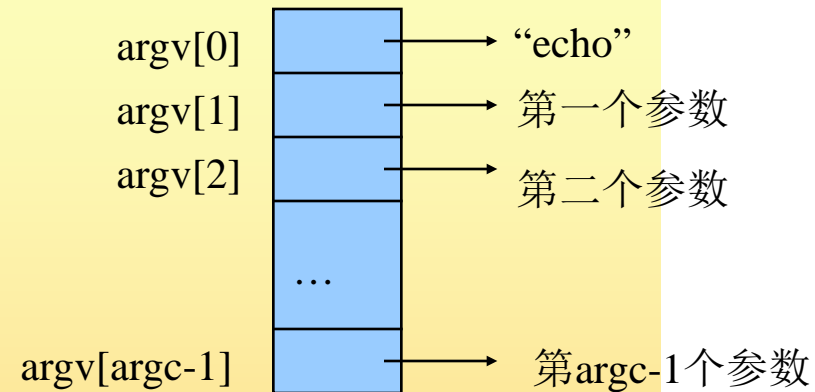 argv[0] “echo”
argv[1] 第一个参数
argv[2] 第二个参数
…
argv[argc-1] 第argc-1个参数